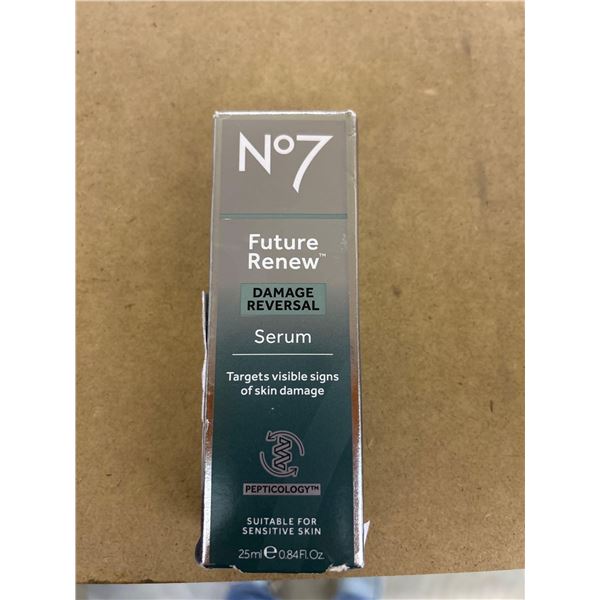 No7
Future
Renew™
DAMAGE
REVERSAL
Serum
Targets visible signs
of skin damage
PEPTICOLOGY™
SUITABLE FOR
SENSITIVE SKIN
25ml ℮ 0.84Fl.Oz.